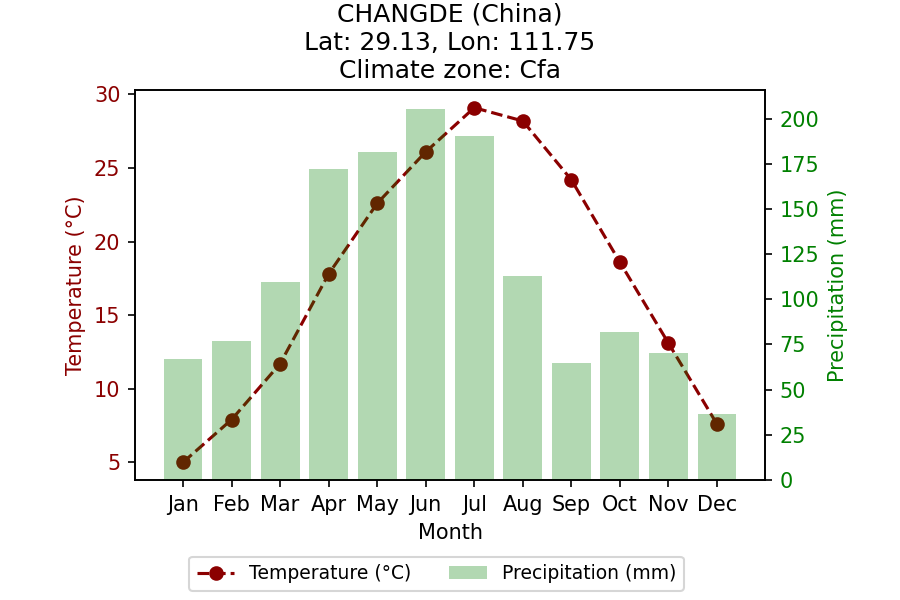 CHANGDE (China)
Lat: 29.13, Lon: 111.75
Climate zone: Cfa
30
25
20
15
10
5
Temperature (°C)
200
175
150
125
100
75
50
25
0
Precipitation (mm)
Jan Feb Mar Apr May Jun Jul Aug Sep Oct Nov Dec
Month
Temperature (°C) Precipitation (mm)